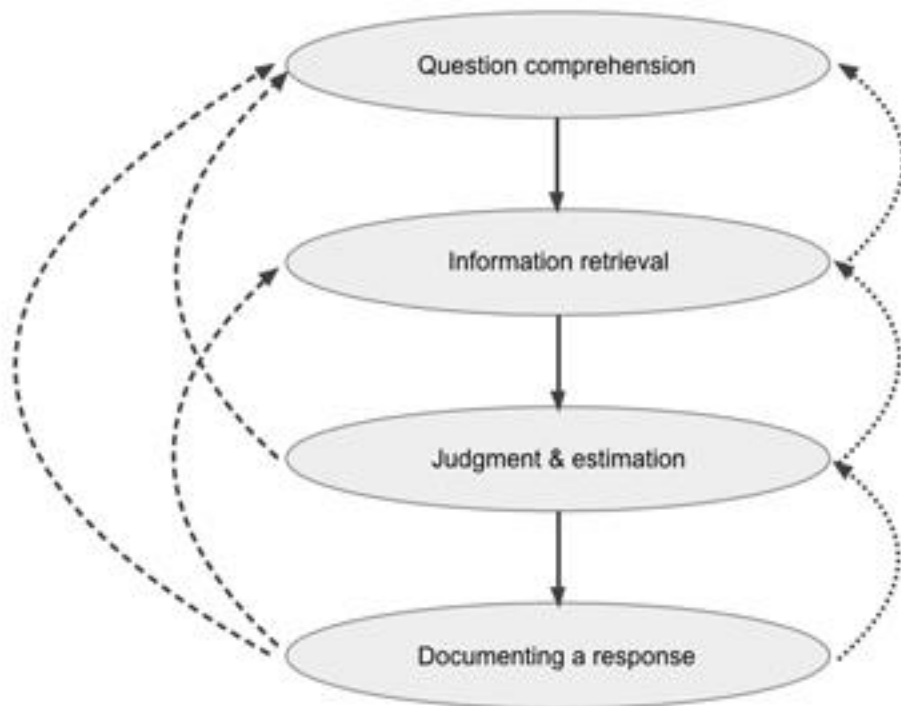 Question comprehension
Information retrieval
Judgment & estimation
Documenting a response